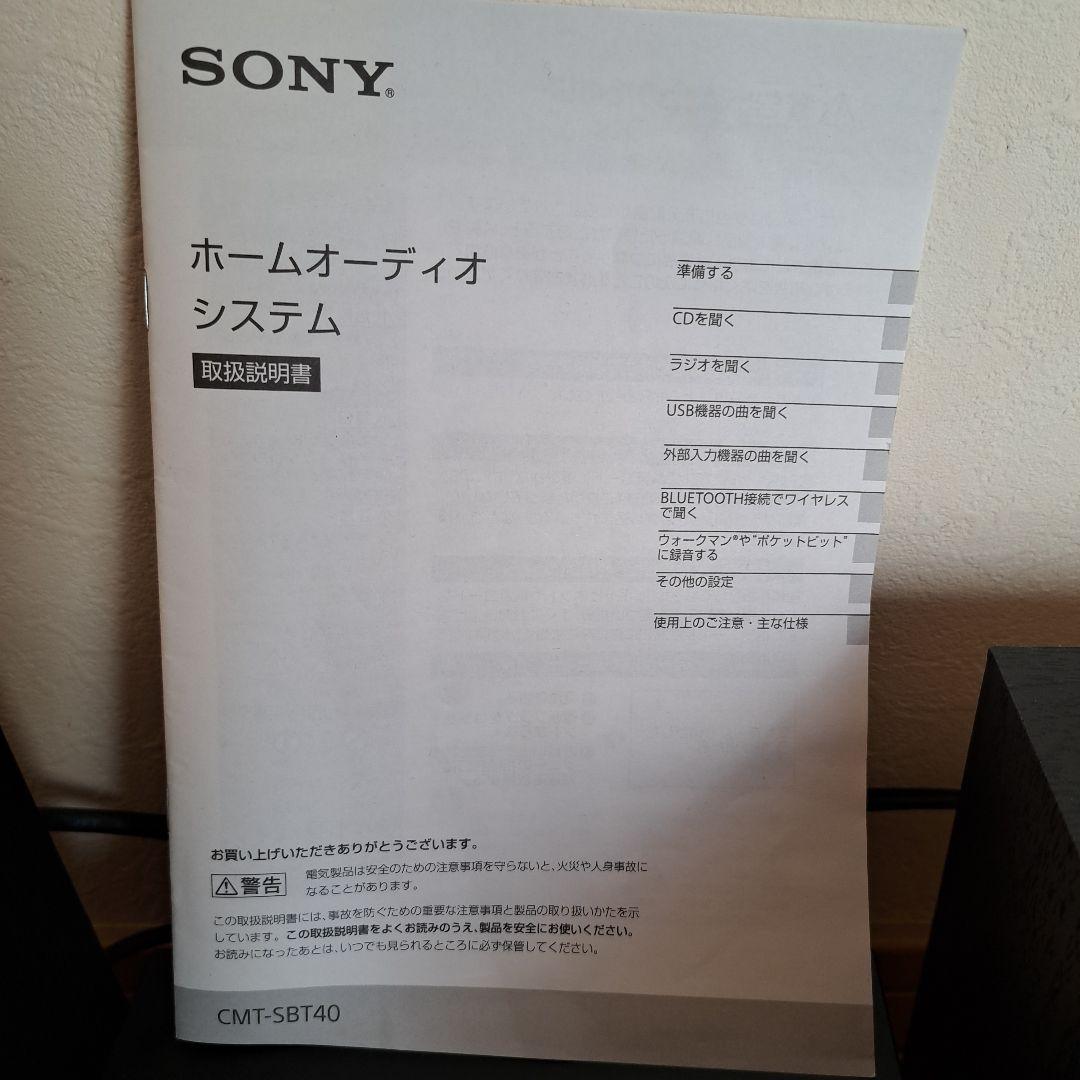 SONY®
ホームオーディオ
システム
取扱説明書
準備する
CDを聞く
ラジオを聞く
USB機器の曲を聞く
外部入力機器の曲を聞く
BLUETOOTH接続でワイヤレス
で聞く
ウォークマン®や"ポケットビット"
に録音する
その他の設定
使用上のご注意・主な仕様
お買い上げいただきありがとうございます。
警告
電気製品は安全のための注意事項を守らないと、火災や人身事故に
なることがあります。
この取扱説明書には、事故を防ぐための重要な注意事項と製品の取り扱いかたを示
しています。この取扱説明書をよくお読みのうえ、製品を安全にお使いください。
お読みになったあとは、いつでも見られるところに必ず保管してください。
CMT-SBT40